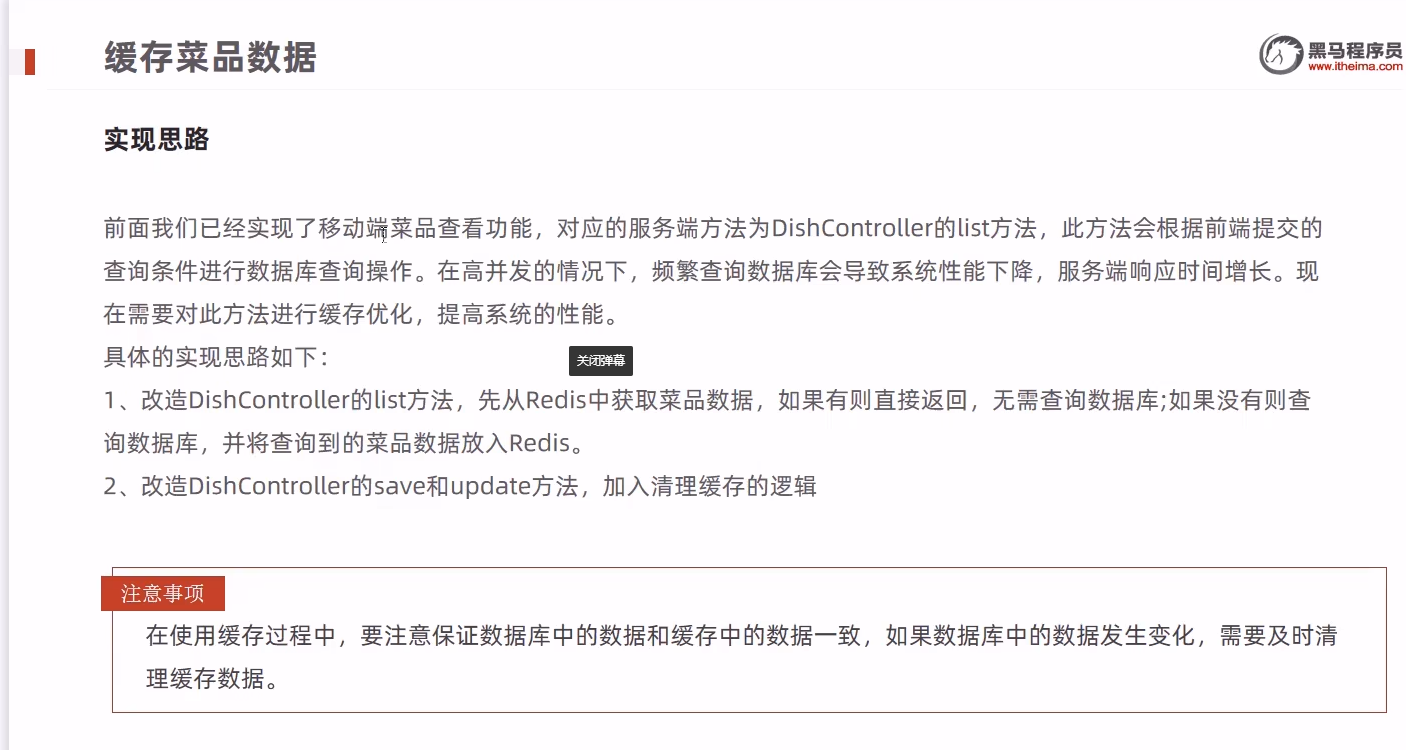 缓存菜品数据
黑马程序员
www.itheima.com
实现思路
前面我们已经实现了移动端菜品查看功能，对应的服务端方法为DishController的list方法，此方法会根据前端提交的
查询条件进行数据库查询操作。在高并发的情况下，频繁查询数据库会导致系统性能下降，服务端响应时间增长。现
在需要对此方法进行缓存优化，提高系统的性能。
具体的实现思路如下：
关闭弹幕
1、改造DishController的list方法，先从Redis中获取菜品数据，如果有则直接返回，无需查询数据库;如果没有则查
询数据库，并将查询到的菜品数据放入Redis。
2、改造DishController的save和update方法，加入清理缓存的逻辑
注意事项
在使用缓存过程中，要注意保证数据库中的数据和缓存中的数据一致，如果数据库中的数据发生变化，需要及时清
理缓存数据。